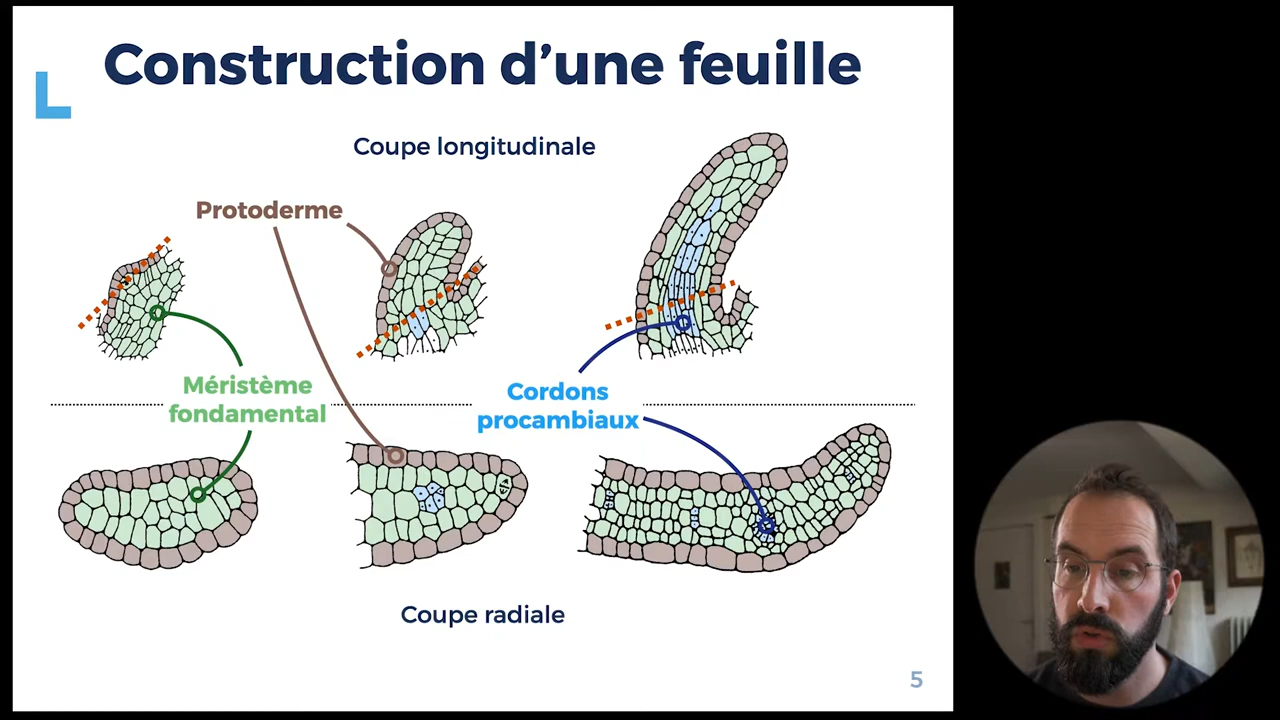 Construction d’une feuille
Coupe longitudinale
Protoderme
Méristème
fondamental
Cordons
procambiaux
Coupe radiale
5